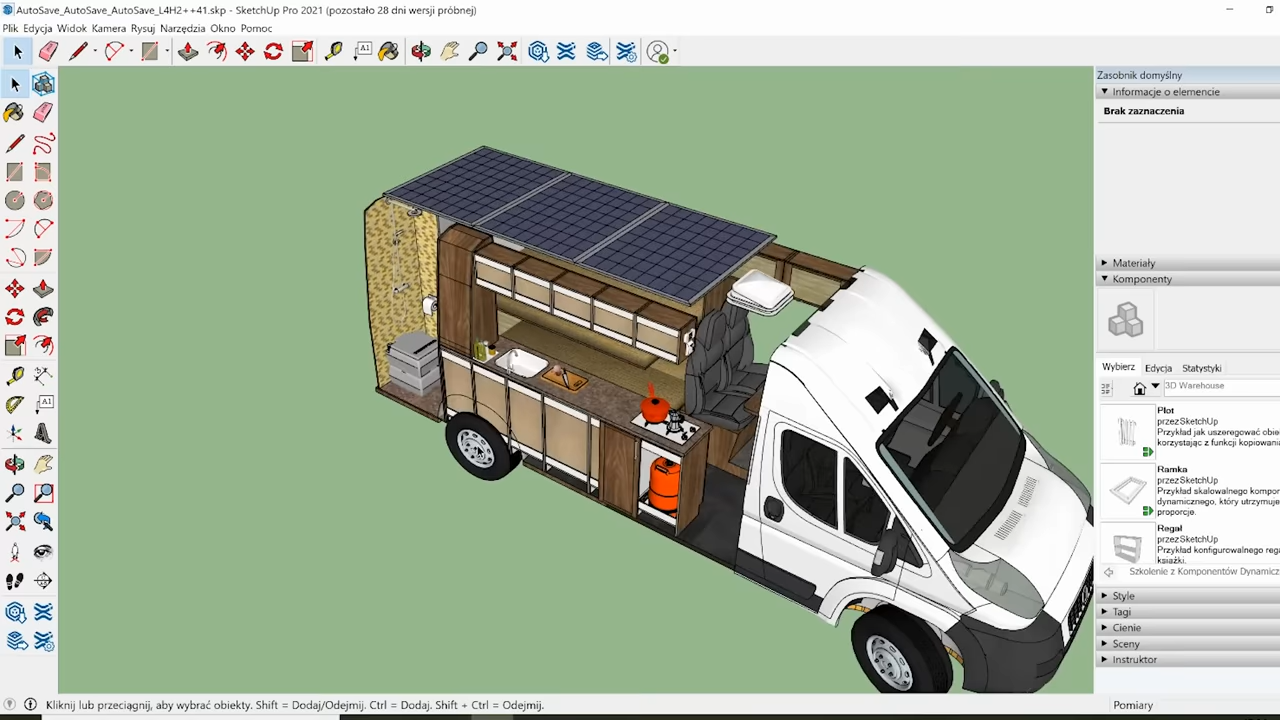 AutoSave_AutoSave_AutoSave_L4H2++41.skp - SketchUp Pro 2021 (pozostało 28 dni wersji próbnej)
Plik Edycja Widok Kamera Rysuj Narzędzia Okno Pomoc
A1
A1
Zasobnik domyślny
Informacje o elemencie
Brak zaznaczenia
Materiały
Komponenty
Wybierz Edycja Statystyki
3D Warehouse
Plot
przezSketchUp
Przykład jak uszeregować obie
korzystając z funkcji kopiowani
Ramka
przezSketchUp
Przykład skalowalnego kompor
dynamicznego, który utrzymuje
proporcje.
Regał
przezSketchUp
Przykład konfigurowalnego rega
książki.
Szkolenie z Komponentów Dynamicz
Style
Tagi
Cienie
Sceny
Instruktor
Kliknij lub przeciągnij, aby wybrać obiekty. Shift = Dodaj/Odejmij. Ctrl = Dodaj. Shift + Ctrl = Odejmij.
Pomiary